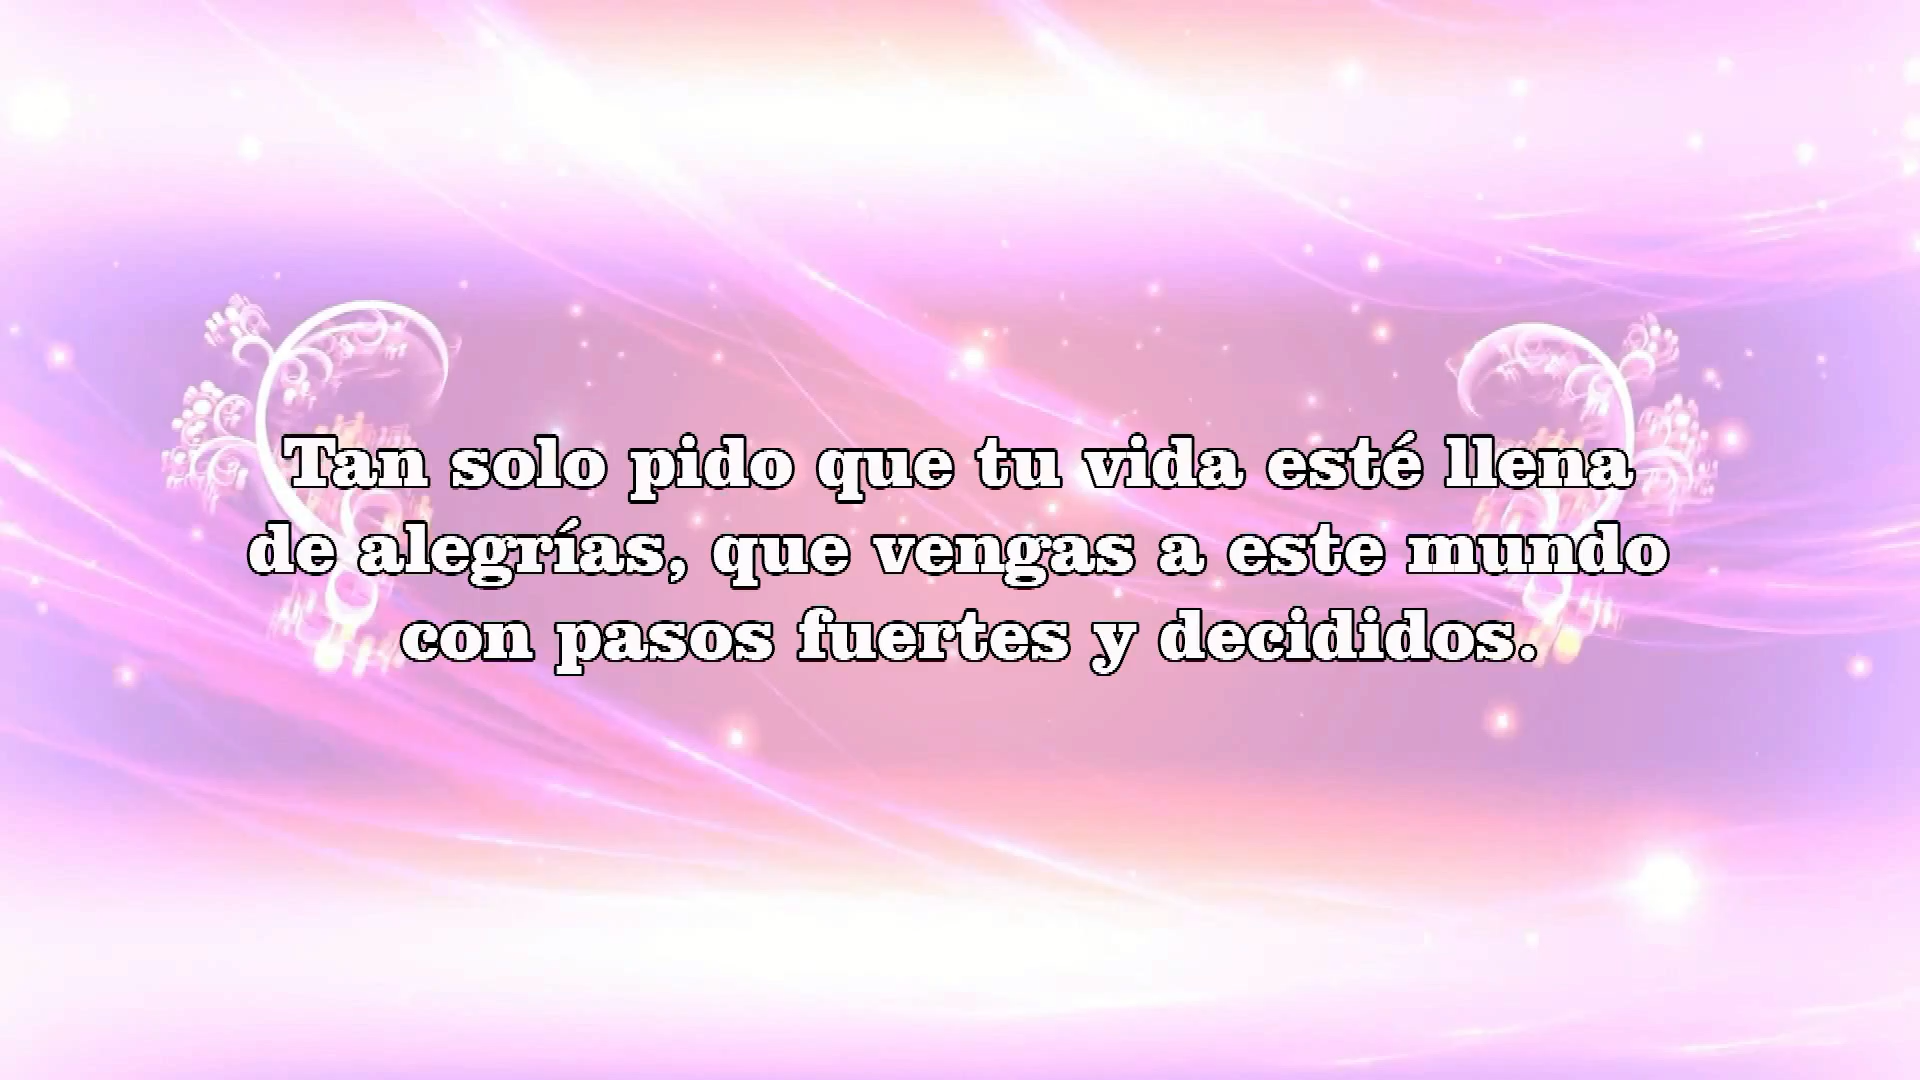 Tan solo pido que tu vida esté llena
de alegrías, que vengas a este mundo
con pasos fuertes y decididos.